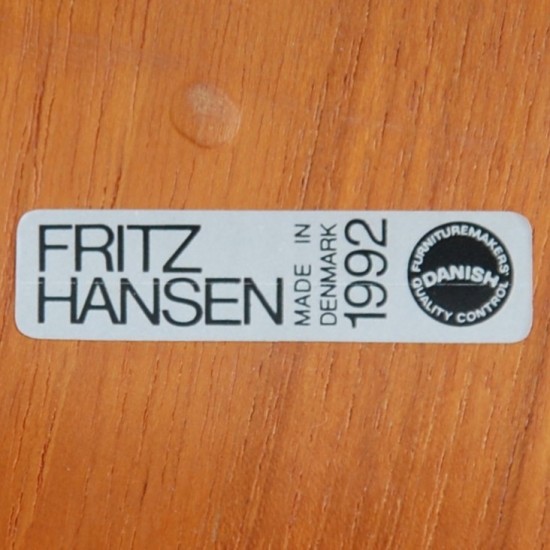 FRITZ
HANSEN
MADE IN
DENMARK
1992
FURNITUREMAKERS'
DANISH
QUALITY CONTROL